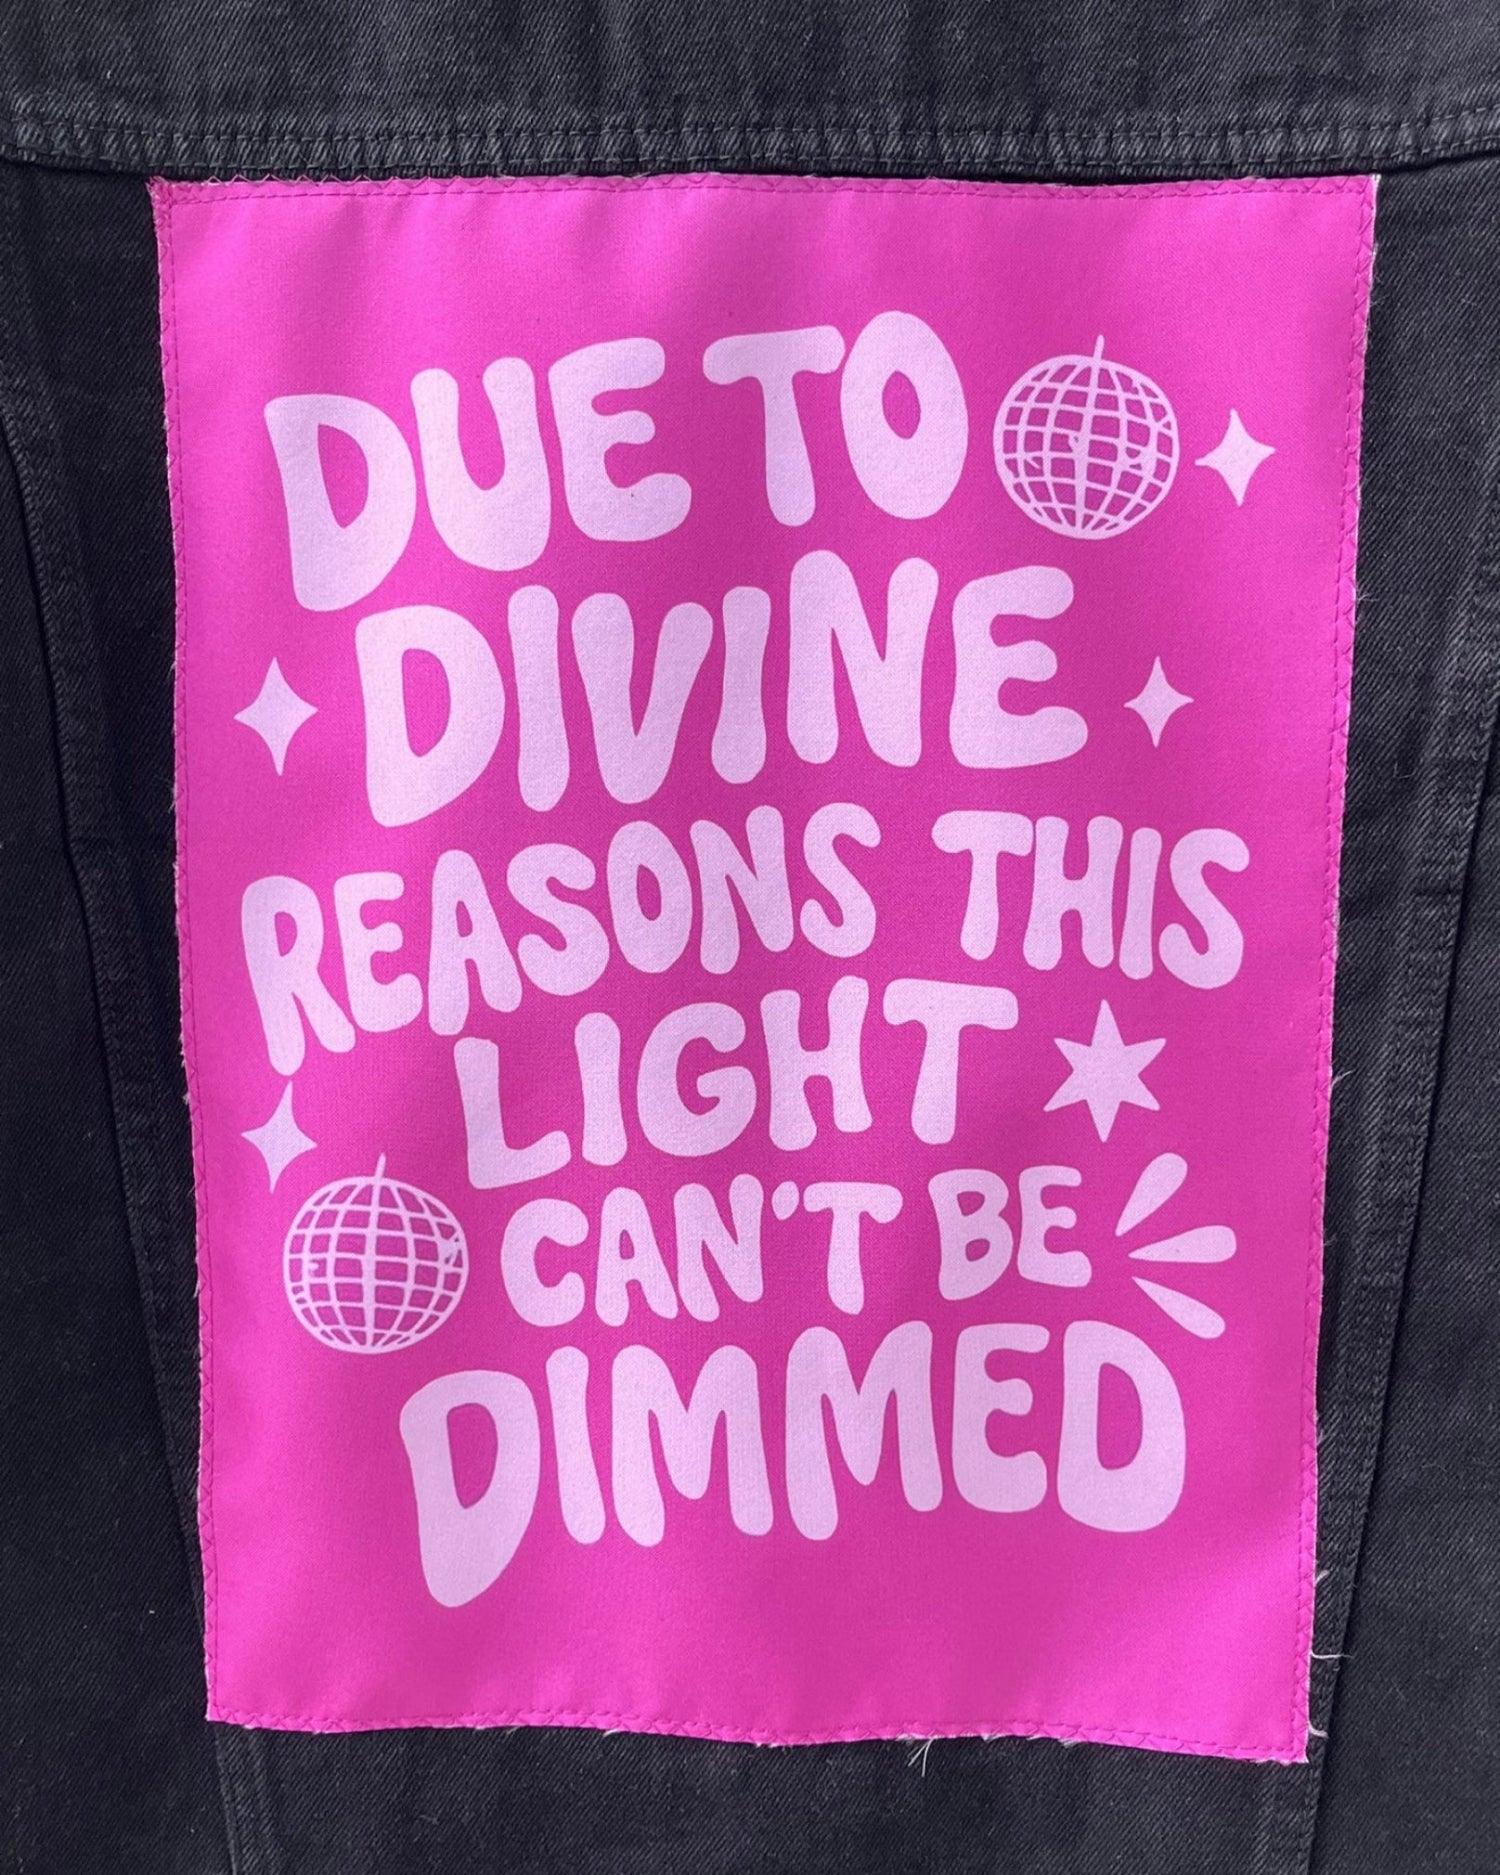 DUE TO
DIVINE
REASONS THIS
LIGHT
CAN'T BE
DIMMED